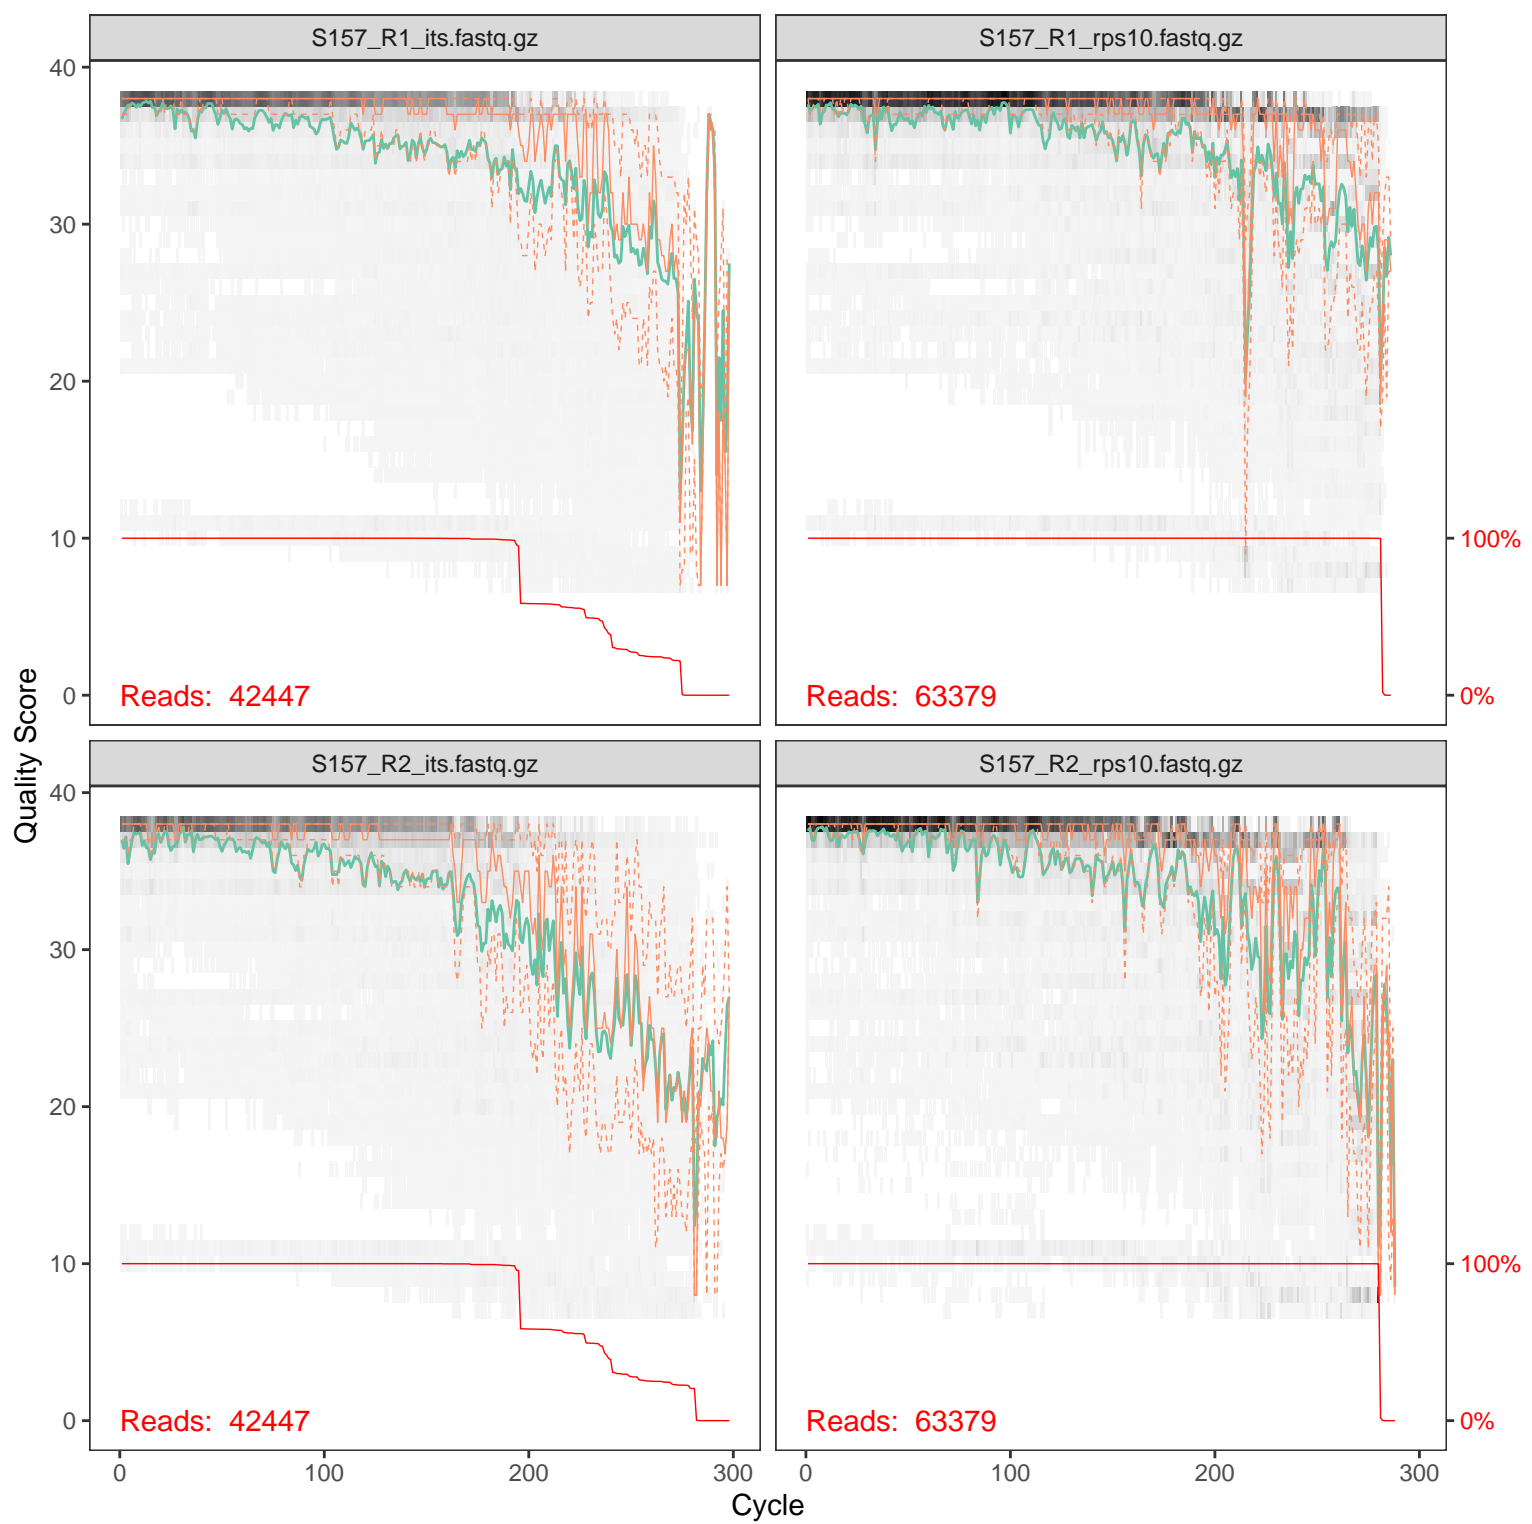 S157_R1_its.fastq.gz
S157_R1_rps10.fastq.gz
40
30
20
10
0
Reads: 42447
Reads: 63379
100%
0%
Quality Score
S157_R2_its.fastq.gz
S157_R2_rps10.fastq.gz
40
30
20
10
0
Reads: 42447
Reads: 63379
100%
0%
0 100 200 300
0 100 200 300
Cycle